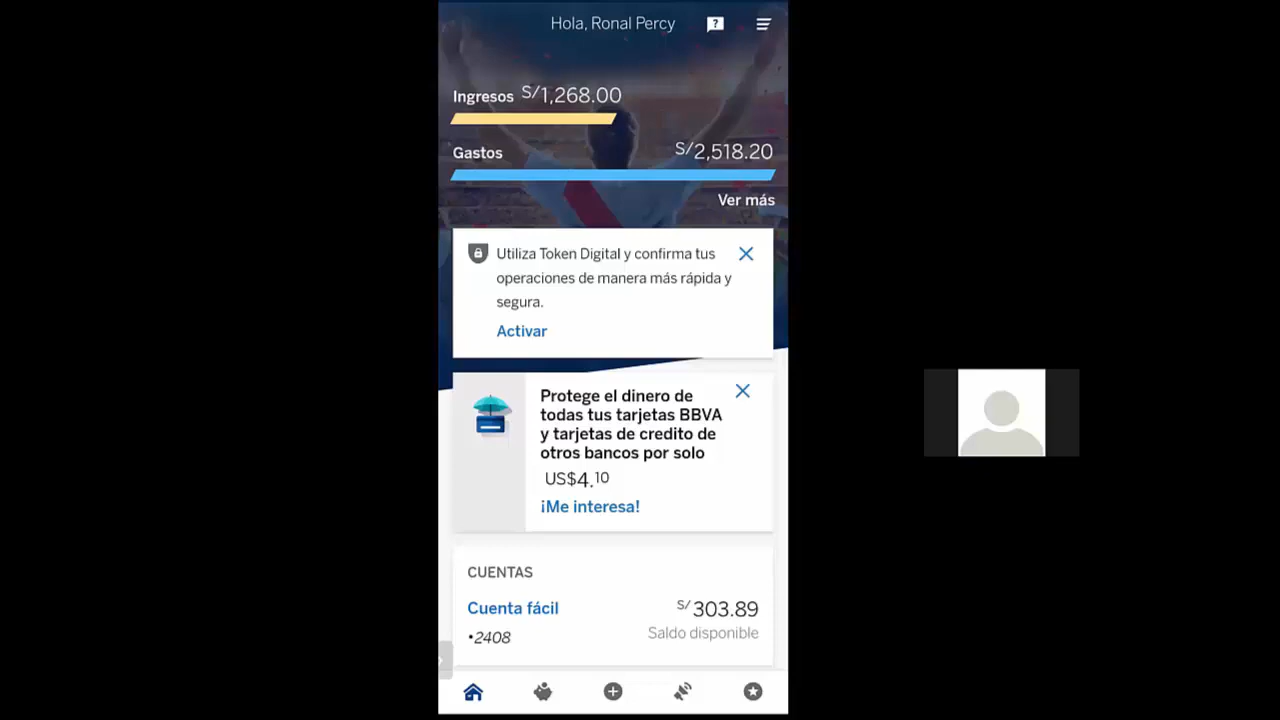 Hola, Ronal Percy
?
Ingresos S/1,268.00
Gastos S/2,518.20
Ver más
Utiliza Token Digital y confirma tus
operaciones de manera más rápida y
segura.
Activar
Protege el dinero de
todas tus tarjetas BBVA
y tarjetas de credito de
otros bancos por solo
US$4.10
¡Me interesa!
CUENTAS
Cuenta fácil S/303.89
•2408 Saldo disponible